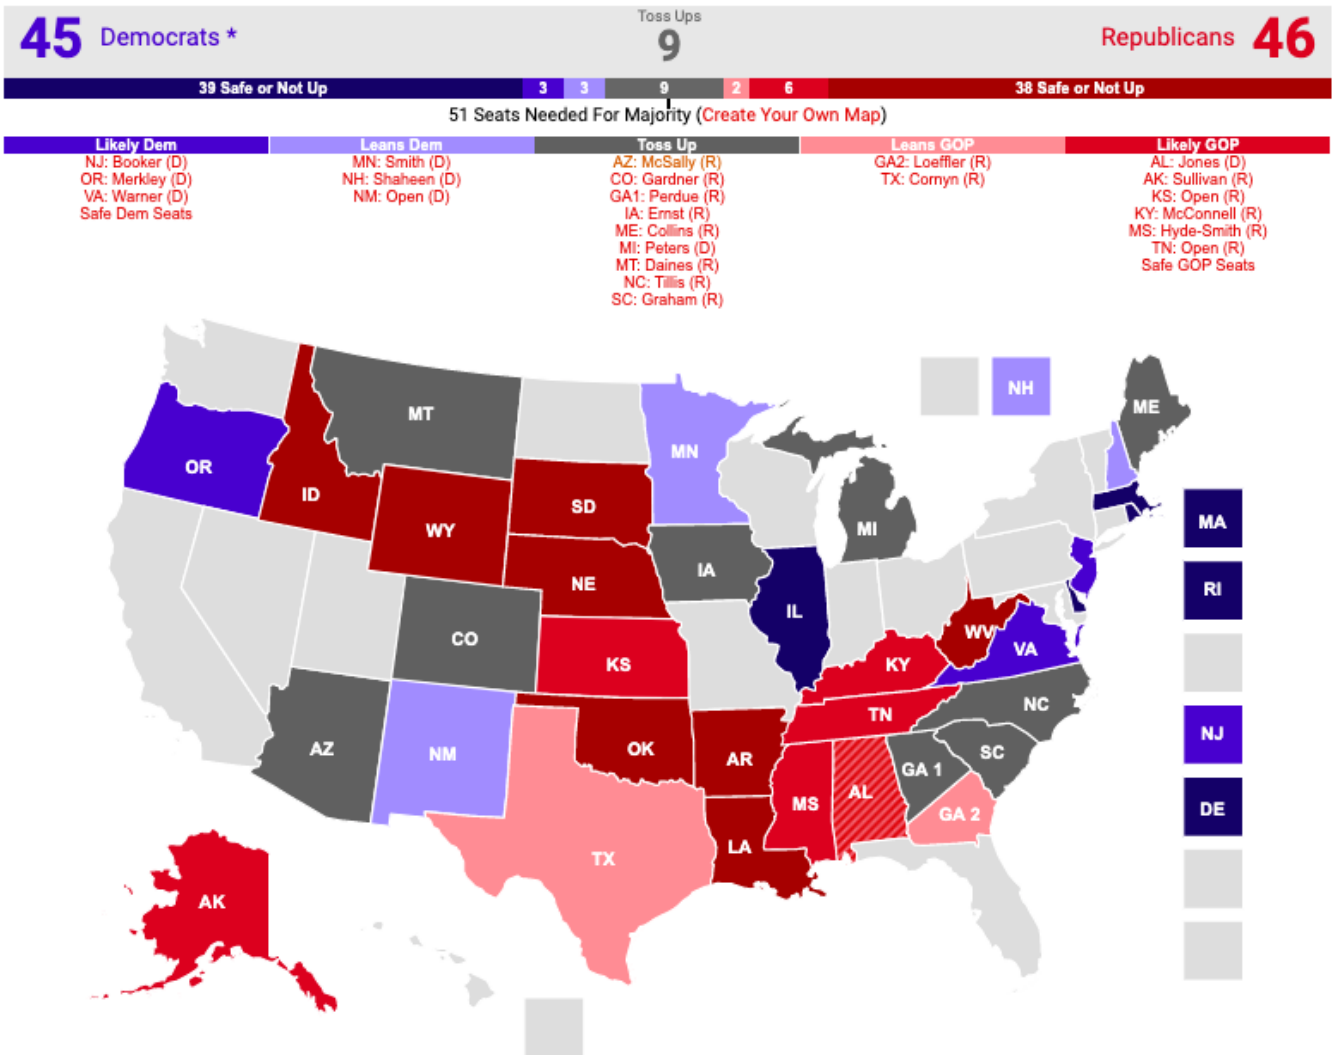 45 Democrats * Toss Ups 9 Republicans 46
39 Safe or Not Up 3 3 9 2 6 38 Safe or Not Up
51 Seats Needed For Majority (Create Your Own Map)
Likely Dem
NJ: Booker (D)
OR: Merkley (D)
VA: Warner (D)
Safe Dem Seats
Leans Dem
MN: Smith (D)
NH: Shaheen (D)
NM: Open (D)
Toss Up
AZ: McSally (R)
CO: Gardner (R)
GA1: Perdue (R)
IA: Ernst (R)
ME: Collins (R)
MI: Peters (D)
MT: Daines (R)
NC: Tillis (R)
SC: Graham (R)
Leans GOP
GA2: Loeffler (R)
TX: Cornyn (R)
Likely GOP
AL: Jones (D)
AK: Sullivan (R)
KS: Open (R)
KY: McConnell (R)
MS: Hyde-Smith (R)
TN: Open (R)
Safe GOP Seats
NH
ME
MT
MN
OR
ID
SD
WY
MI
MA
IA
NE
RI
IL
CO
WV
VA
KS
KY
NC
TN
NJ
AZ
NM
OK
SC
AR
GA 1
AL
MS
DE
GA 2
LA
TX
AK